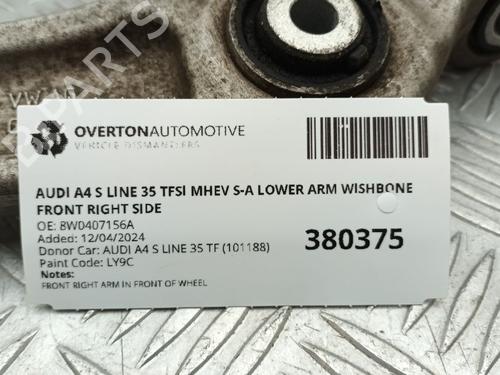 VW
OVERTONAUTOMOTIVE
VEHICLE DISMANTLERS
AUDI A4 S LINE 35 TFSI MHEV S-A LOWER ARM WISHBONE
FRONT RIGHT SIDE
OE: 8W0407156A
Added: 12/04/2024
Donor Car: AUDI A4 S LINE 35 TF (101188)
Paint Code: LY9C
380375
Notes:
FRONT RIGHT ARM IN FRONT OF WHEEL